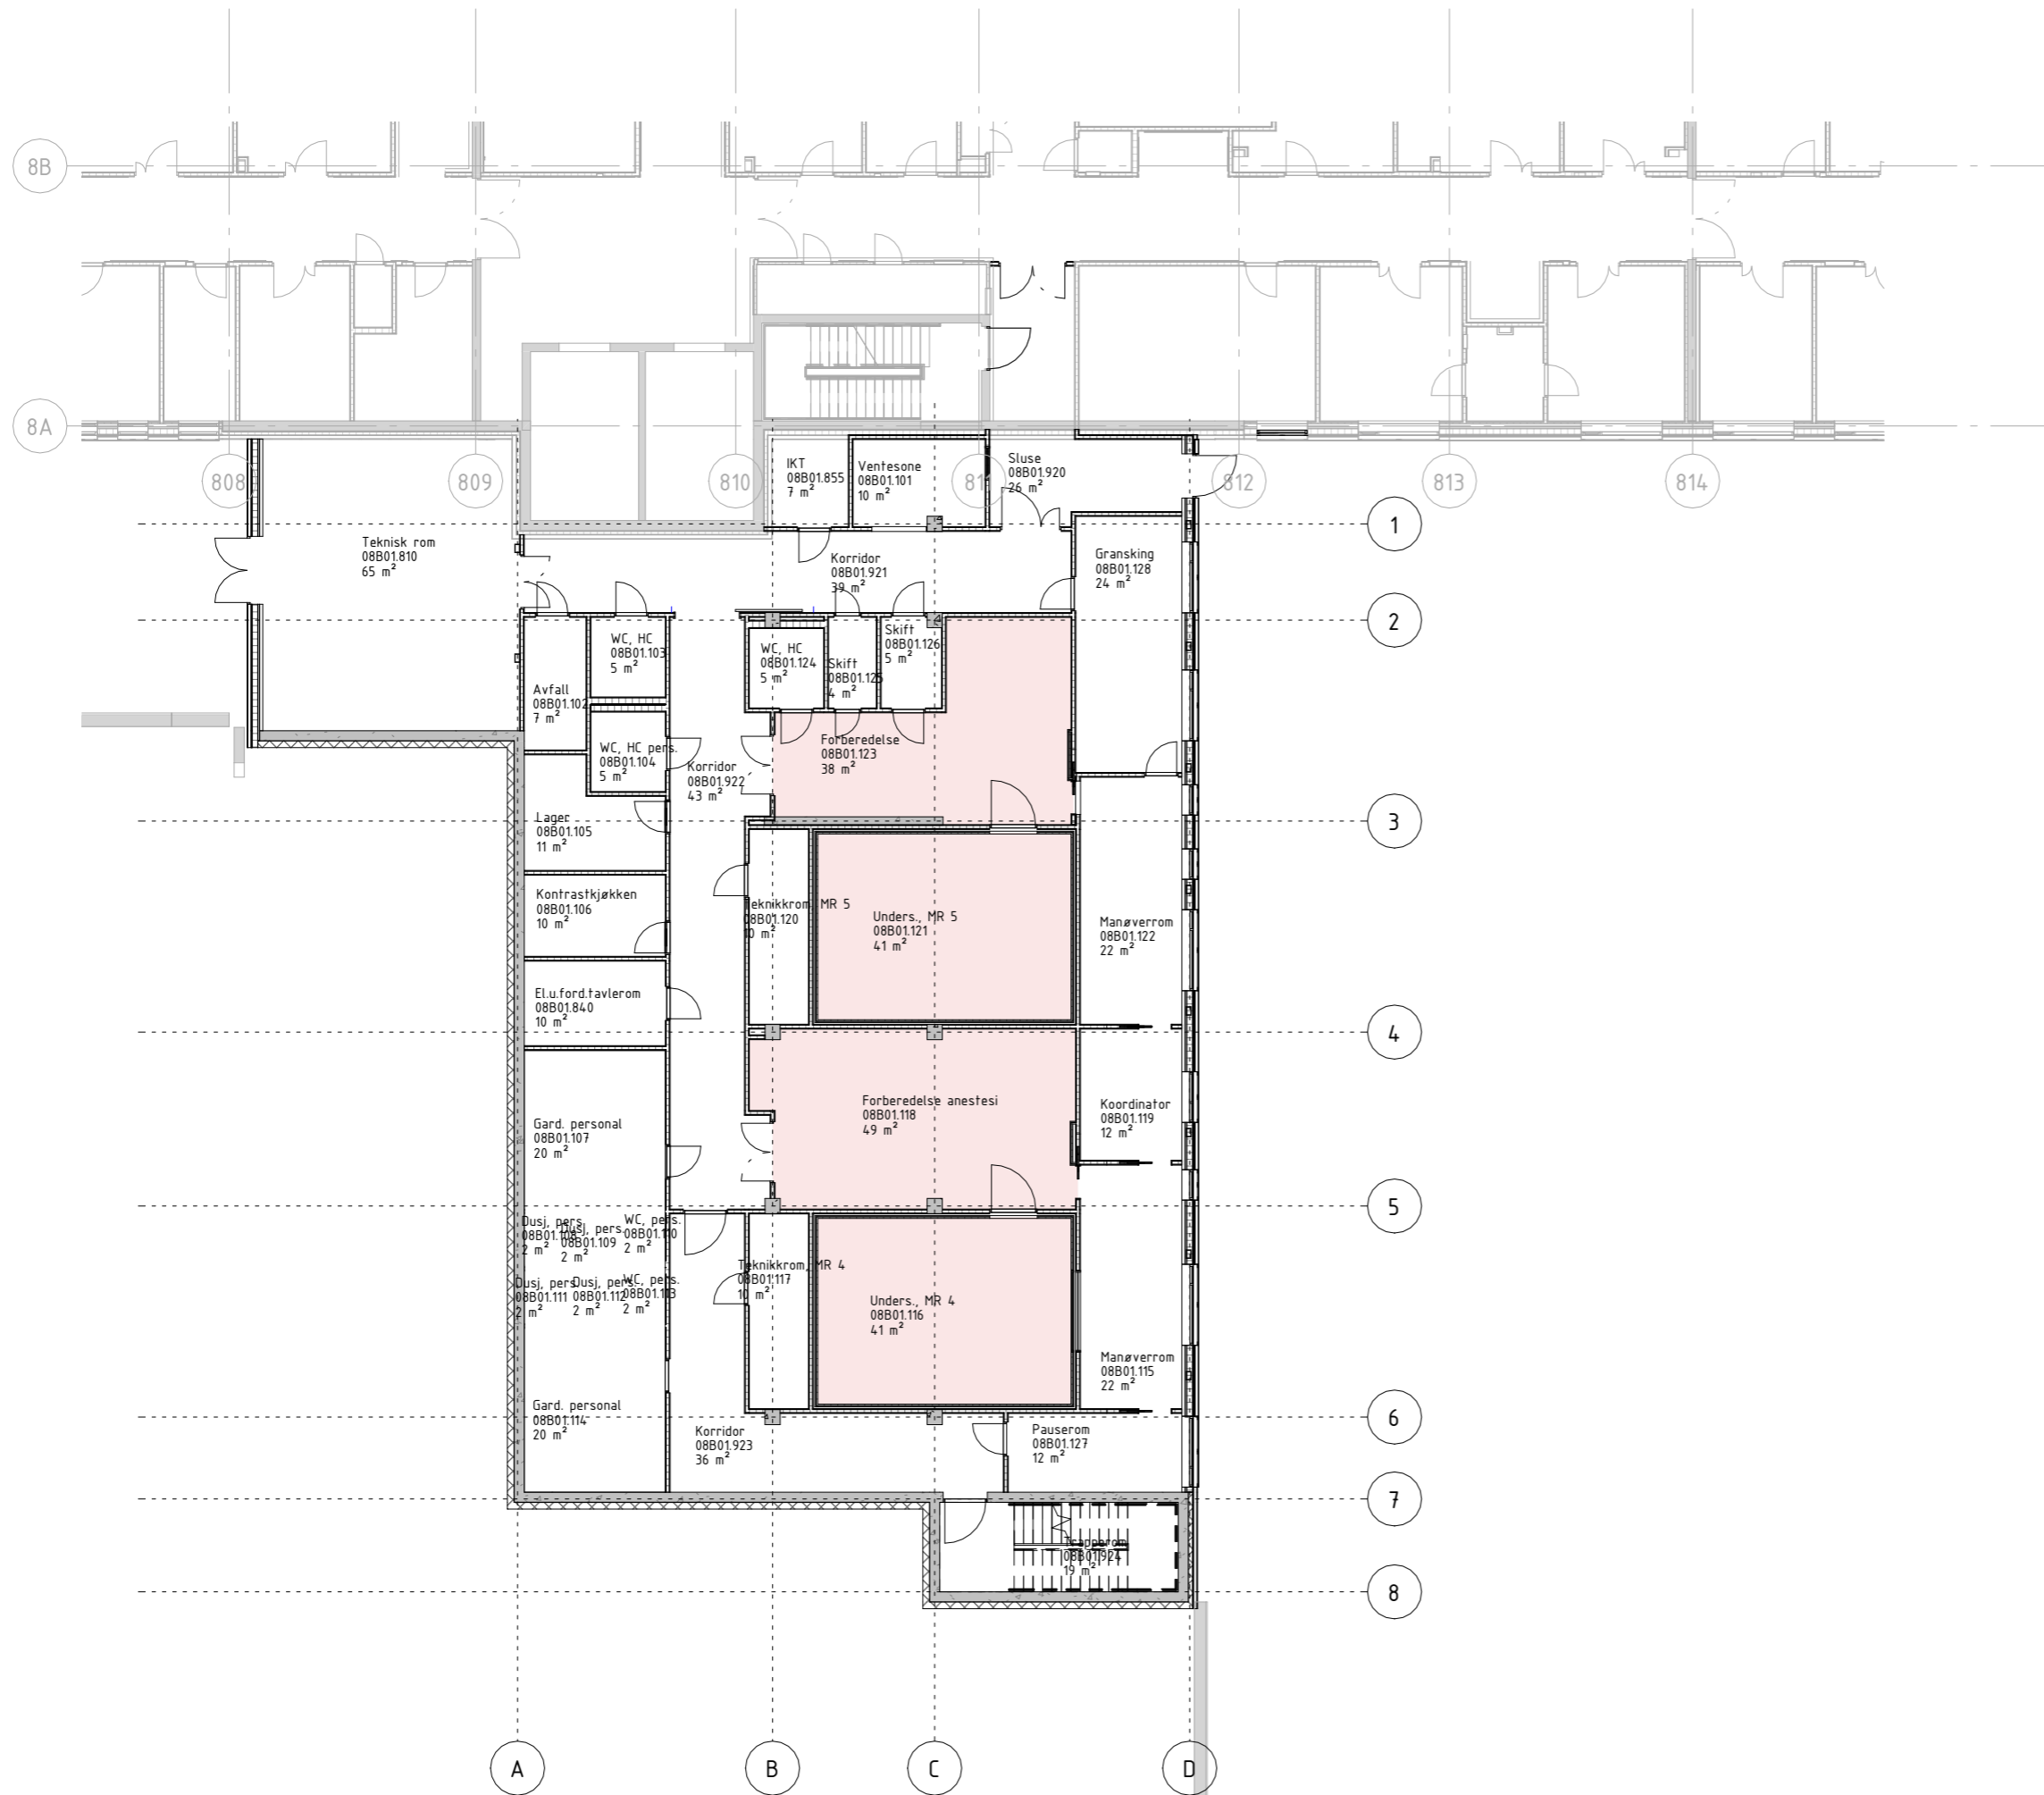 8B
8A
808
809
810
811
812
813
814
IKT
08B01.855
7 m²
Ventesone
08B01.101
10 m²
Sluse
08B01.920
26 m²
1
Teknisk rom
08B01.810
65 m²
Korridor
08B01.921
39 m²
Gransking
08B01.128
24 m²
2
WC, HC
08B01.103
5 m²
WC, HC
08B01.124
5 m²
Skift
08B01.125
4 m²
Skift
08B01.126
5 m²
Avfall
08B01.102
7 m²
WC, HC pers.
08B01.104
5 m²
Korridor
08B01.922
43 m²
Forberedelse
08B01.123
38 m²
3
Lager
08B01.105
11 m²
Kontrastkjøkken
08B01.106
10 m²
Teknikkrom, MR 5
08B01.120
10 m²
Unders., MR 5
08B01.121
41 m²
Manøverrom
08B01.122
22 m²
El.u.ford.tavlerom
08B01.840
10 m²
4
Gard. personal
08B01.107
20 m²
Forberedelse anestesi
08B01.118
49 m²
Koordinator
08B01.119
12 m²
5
Dusj, pers.
08B01.108
2 m²
Dusj, pers.
08B01.109
2 m²
WC, pers.
08B01.110
2 m²
Dusj, pers.
08B01.111
2 m²
Dusj, pers.
08B01.112
2 m²
WC, pers.
08B01.113
2 m²
Teknikkrom, MR 4
08B01.117
10 m²
Unders., MR 4
08B01.116
41 m²
Manøverrom
08B01.115
22 m²
6
Gard. personal
08B01.114
20 m²
Korridor
08B01.923
36 m²
Pauserom
08B01.127
12 m²
7
Trapperom
08B01.924
19 m²
8
A
B
C
D